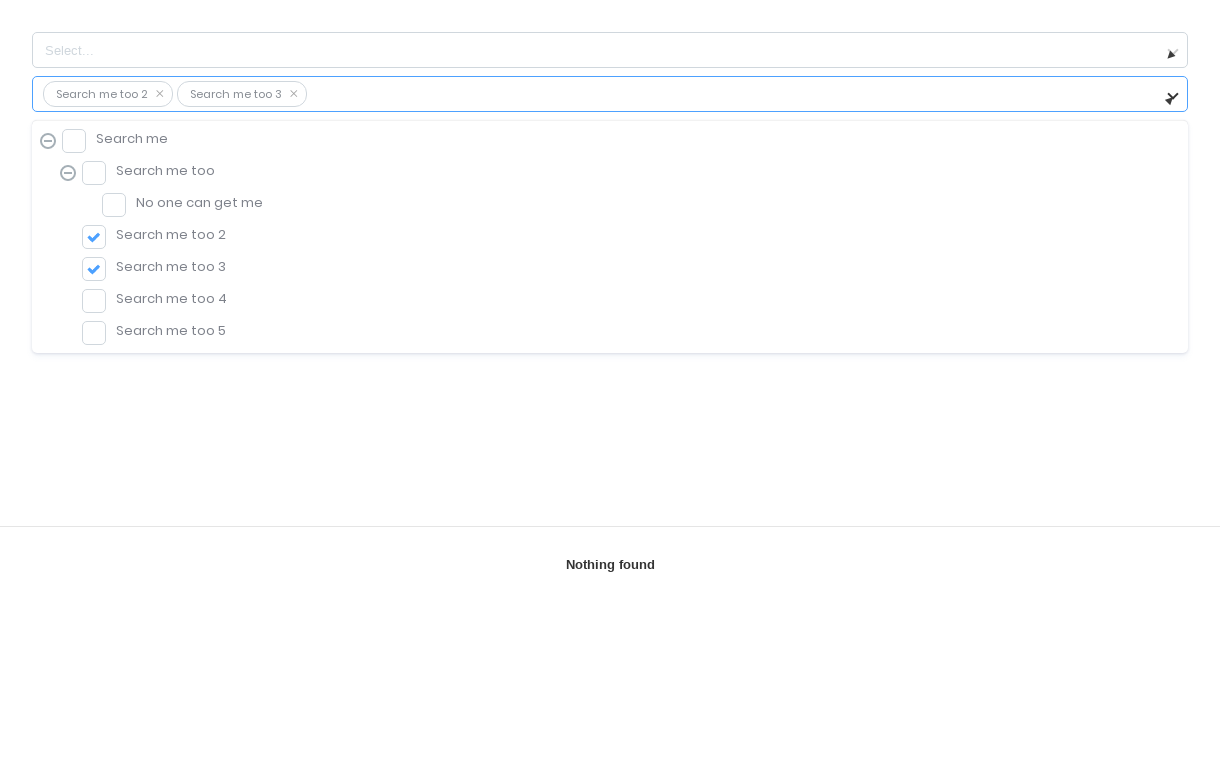 Select...
Search me too 2 × Search me too 3 ×
Search me
Search me too
No one can get me
Search me too 2
Search me too 3
Search me too 4
Search me too 5
Nothing found